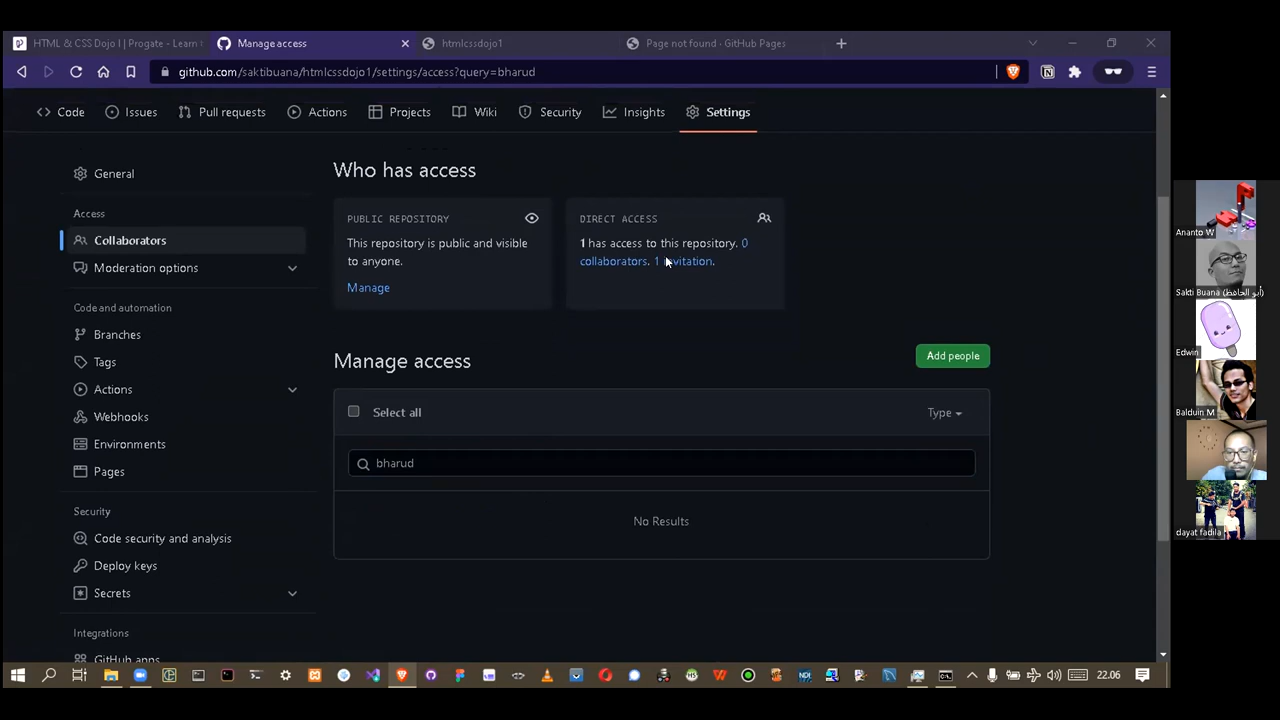 HTML & CSS Dojo I | Progate - Learn
Manage access
htmlcssdojo1
Page not found · GitHub Pages
github.com/saktibuana/htmlcssdojo1/settings/access?query=bharud
Code
Issues
Pull requests
Actions
Projects
Wiki
Security
Insights
Settings
General
Access
Collaborators
Moderation options
Code and automation
Branches
Tags
Actions
Webhooks
Environments
Pages
Security
Code security and analysis
Deploy keys
Secrets
Integrations
GitHub apps
Who has access
PUBLIC REPOSITORY
This repository is public and visible
to anyone.
Manage
DIRECT ACCESS
1 has access to this repository. 0
collaborators. 1 invitation.
Manage access
Add people
Select all
Type
bharud
No Results
Ananto W
Sakti Buana (أبو الحافظ)
Edwin
Balduin M
dayat fadila
22.06